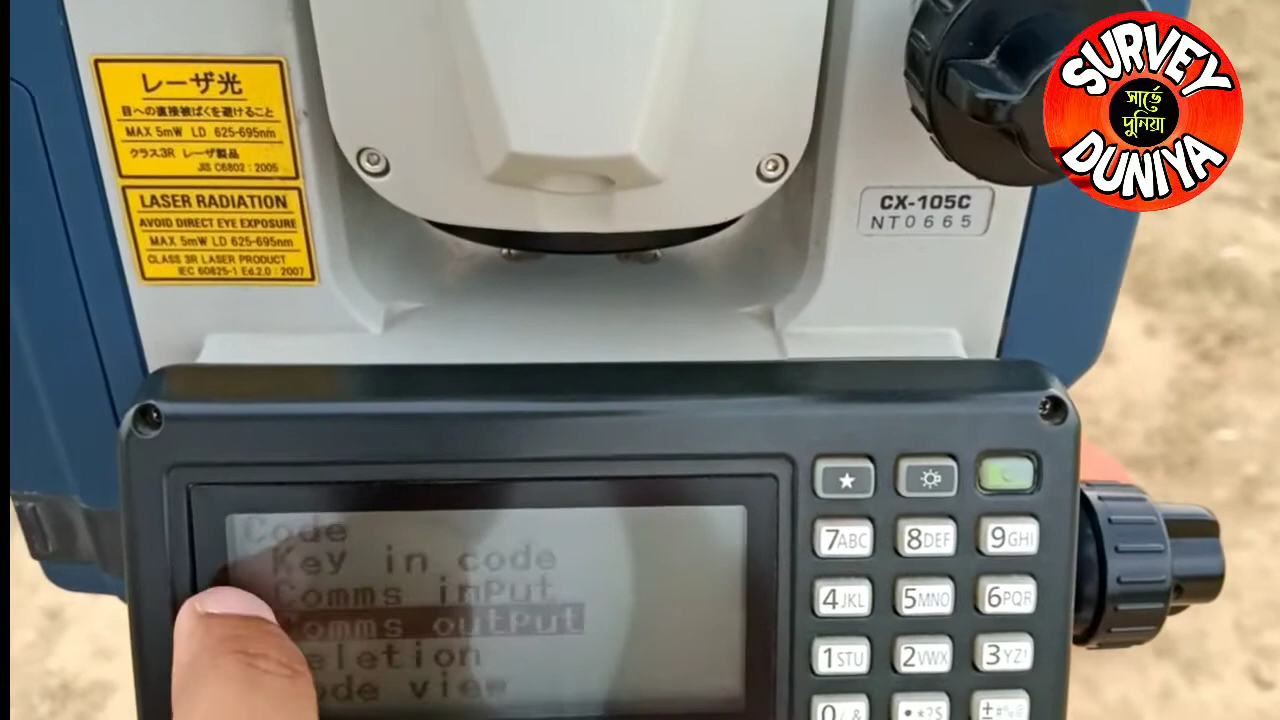 レーザ光
目への直接被ばくを避けること
MAX 5mW LD 625-695nm
クラス3R レーザ製品
JIS C6802 : 2005
LASER RADIATION
AVOID DIRECT EYE EXPOSURE
MAX 5mW LD 625-695nm
CLASS 3R LASER PRODUCT
IEC 60825-1 Ed.2.0 : 2007
CX-105C
NT0665
SURVEY
সার্ভে
দুনিয়া
DUNIYA
Code
Key in code
Comms input
Comms output
eletion
ode view
7ABC 8DEF 9GHI
4JKL 5MNO 6PQR
1STU 2VWX 3YZ!